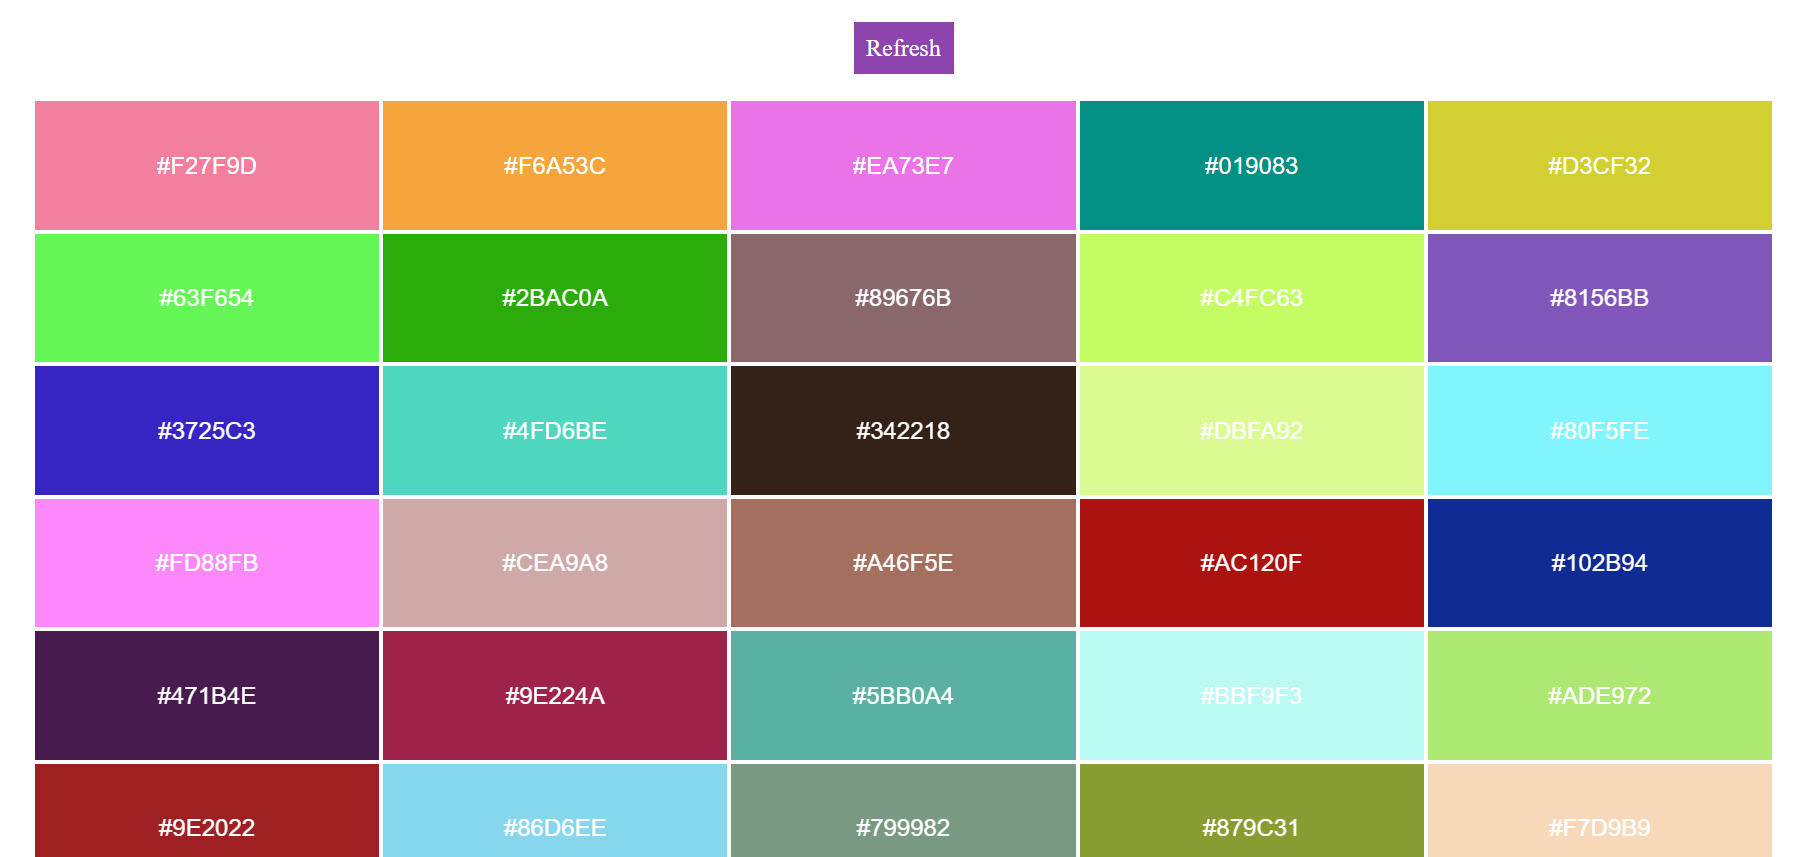 Refresh
#F27F9D #F6A53C #EA73E7 #019083 #D3CF32
#63F654 #2BAC0A #89676B #C4FC63 #8156BB
#3725C3 #4FD6BE #342218 #DBFA92 #80F5FE
#FD88FB #CEA9A8 #A46F5E #AC120F #102B94
#471B4E #9E224A #5BB0A4 #BBF9F3 #ADE972
#9E2022 #86D6EE #799982 #879C31 #F7D9B9